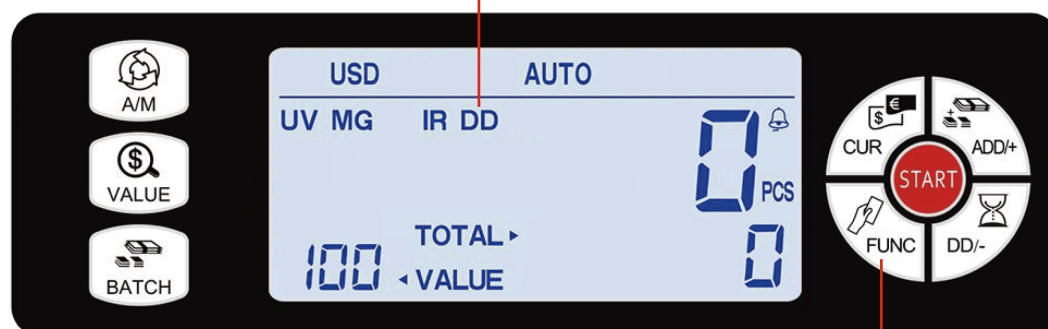 A/M
VALUE
BATCH
USD AUTO
UV MG IR DD
0 PCS
TOTAL ▸
100 ◂ VALUE 0
$ €
CUR
ADD/+
START
FUNC
DD/-